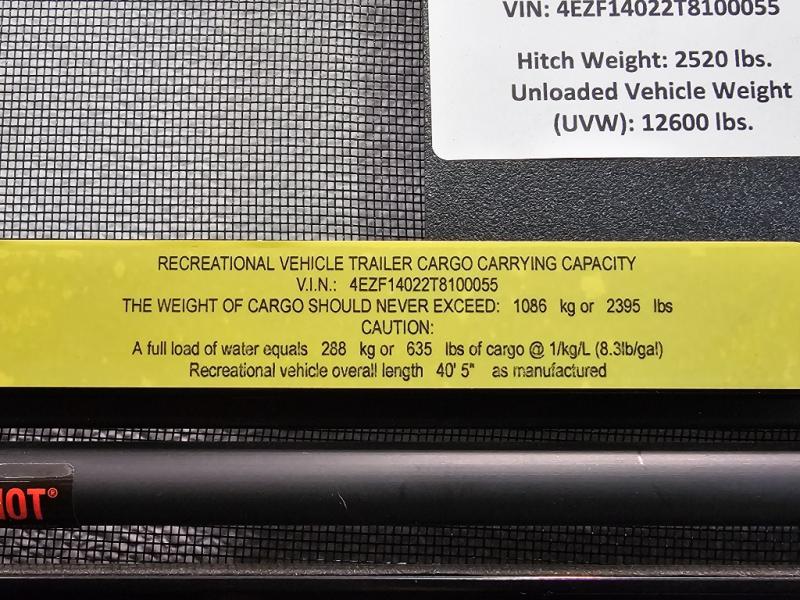 VIN: 4EZF14022T8100055
Hitch Weight: 2520 lbs.
Unloaded Vehicle Weight
(UVW): 12600 lbs.
RECREATIONAL VEHICLE TRAILER CARGO CARRYING CAPACITY
V.I.N.: 4EZF14022T8100055
THE WEIGHT OF CARGO SHOULD NEVER EXCEED: 1086 kg or 2395 lbs
CAUTION:
A full load of water equals 288 kg or 635 lbs of cargo @ 1/kg/L (8.3lb/gal)
Recreational vehicle overall length 40' 5" as manufactured
HOT®